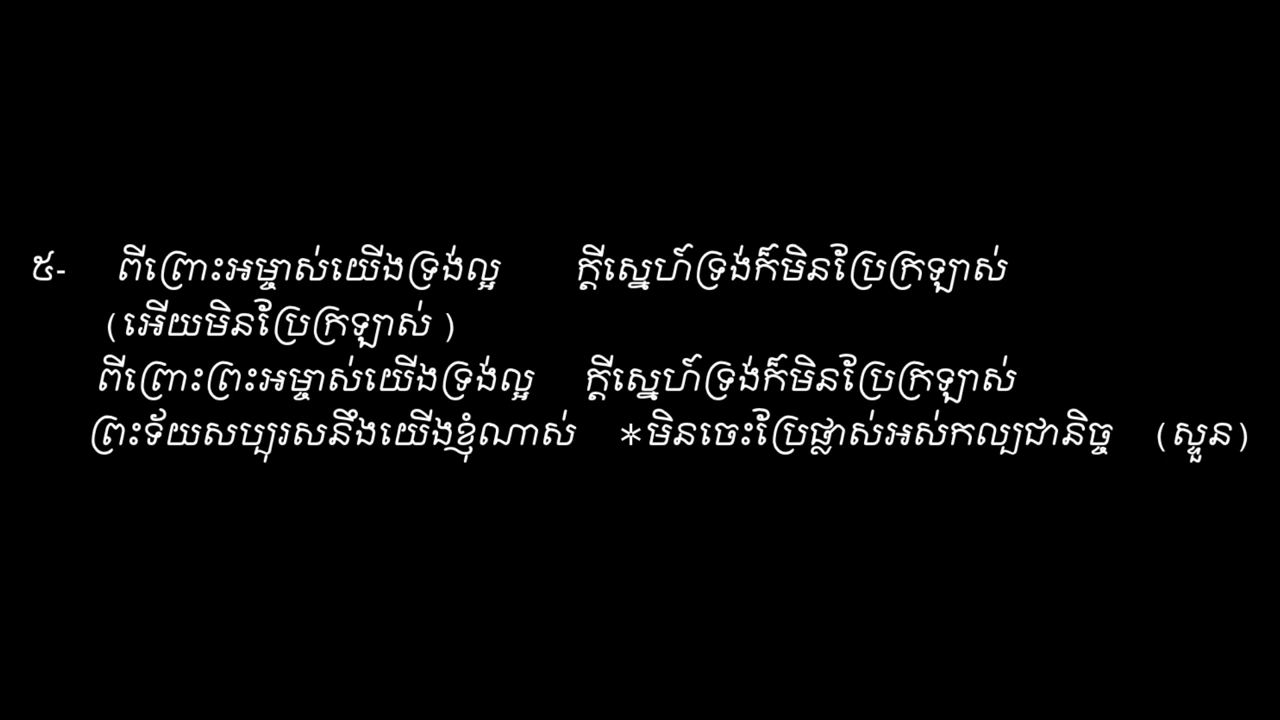 ៥- ពីព្រោះអម្ចាស់យើងទ្រង់ល្អ ក្ដីស្នេហ៍ទ្រង់ក៏មិនប្រែក្រឡាស់
(អើយមិនប្រែក្រឡាស់ )
ពីព្រោះព្រះអម្ចាស់យើងទ្រង់ល្អ ក្ដីស្នេហ៍ទ្រង់ក៏មិនប្រែក្រឡាស់
ព្រះទ័យសប្បុរសនឹងយើងខ្ញុំណាស់ *មិនចេះប្រែផ្លាស់អស់កល្បជានិច្ច (ស្ទួន)